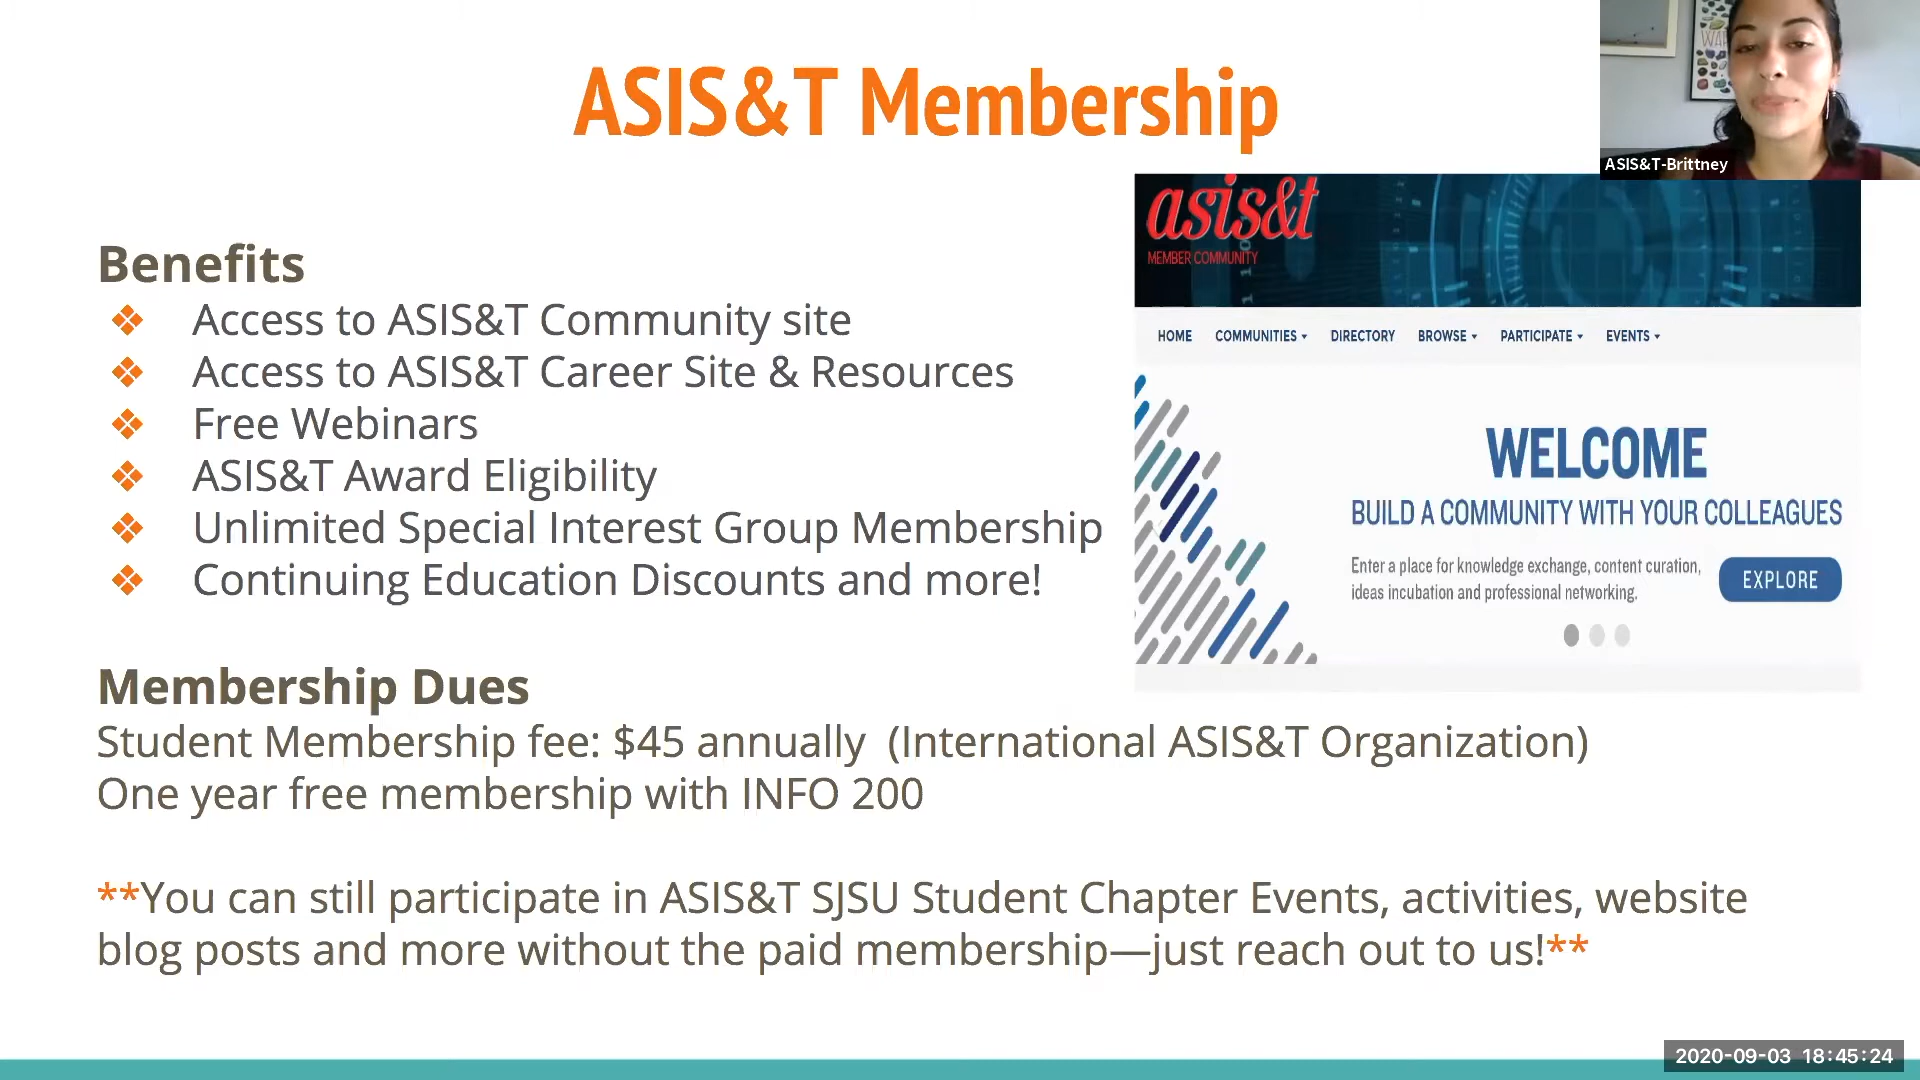 ASIS&T Membership
WAR
ASIS&T-Brittney
Benefits
❖ Access to ASIS&T Community site
❖ Access to ASIS&T Career Site & Resources
❖ Free Webinars
❖ ASIS&T Award Eligibility
❖ Unlimited Special Interest Group Membership
❖ Continuing Education Discounts and more!
asis&t
MEMBER COMMUNITY
HOME COMMUNITIES DIRECTORY BROWSE PARTICIPATE EVENTS
WELCOME
BUILD A COMMUNITY WITH YOUR COLLEAGUES
Enter a place for knowledge exchange, content curation,
ideas incubation and professional networking.
EXPLORE
Membership Dues
Student Membership fee: $45 annually (International ASIS&T Organization)
One year free membership with INFO 200
**You can still participate in ASIS&T SJSU Student Chapter Events, activities, website
blog posts and more without the paid membership—just reach out to us!**
2020-09-03 18:45:24